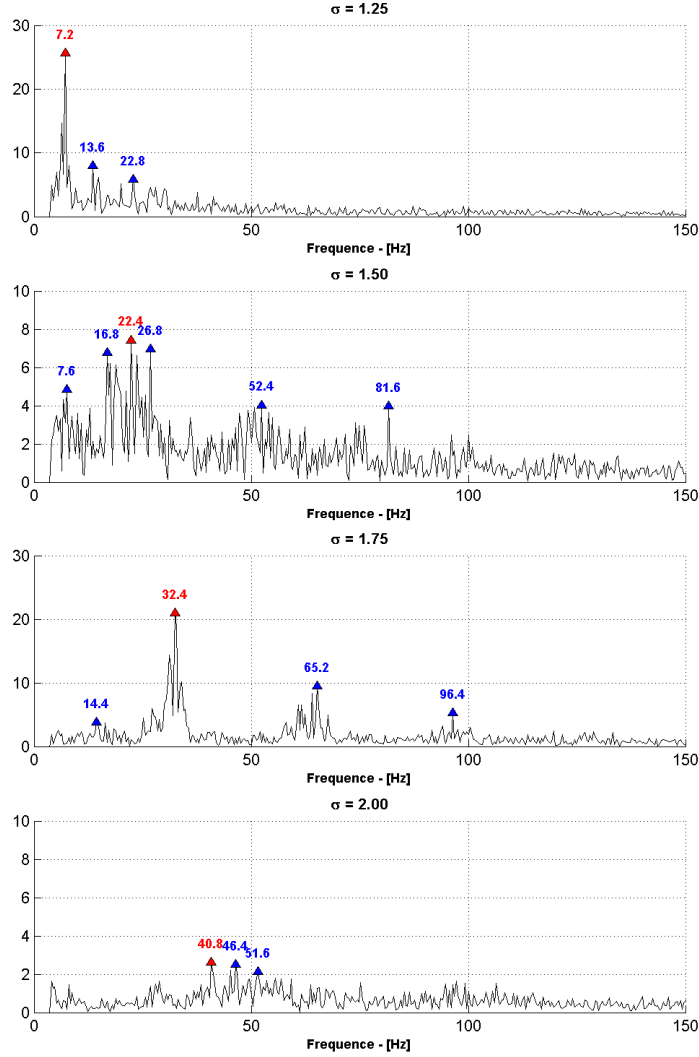 σ = 1.25
30
7.2
20
13.6
22.8
10
0
0 50 100 150
Frequence - [Hz]
σ = 1.50
10
22.4
16.8 26.8
8
7.6
6
52.4 81.6
4
2
0
0 50 100 150
Frequence - [Hz]
σ = 1.75
30
32.4
20
65.2
10
14.4 96.4
0
0 50 100 150
Frequence - [Hz]
σ = 2.00
10
8
6
4
40.8 46.4 51.6
2
0
0 50 100 150
Frequence - [Hz]